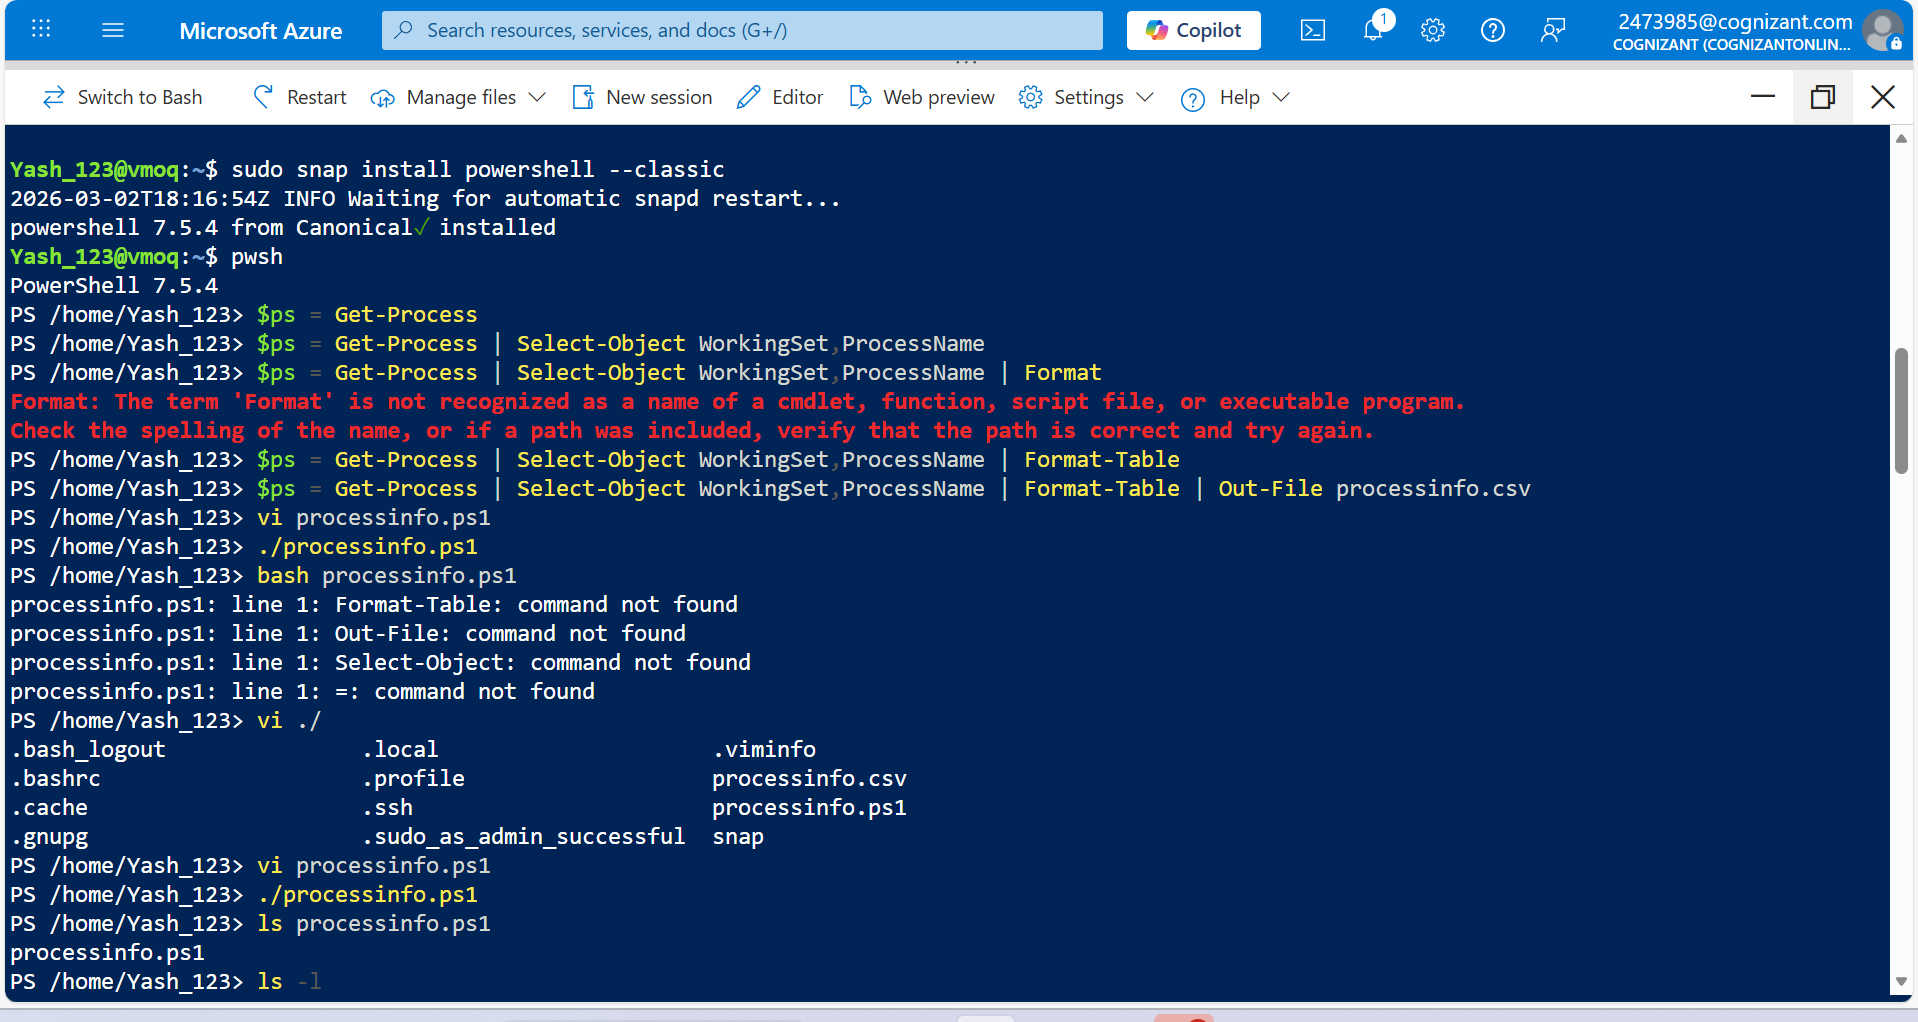 Microsoft Azure
Search resources, services, and docs (G+/)
Copilot
1
2473985@cognizant.com
COGNIZANT (COGNIZANTONLIN...
Switch to Bash
Restart
Manage files
New session
Editor
Web preview
Settings
Help
Yash_123@vmoq:~$ sudo snap install powershell --classic
2026-03-02T18:16:54Z INFO Waiting for automatic snapd restart...
powershell 7.5.4 from Canonical✓ installed
Yash_123@vmoq:~$ pwsh
PowerShell 7.5.4
PS /home/Yash_123> $ps = Get-Process
PS /home/Yash_123> $ps = Get-Process | Select-Object WorkingSet,ProcessName
PS /home/Yash_123> $ps = Get-Process | Select-Object WorkingSet,ProcessName | Format
Format: The term 'Format' is not recognized as a name of a cmdlet, function, script file, or executable program.
Check the spelling of the name, or if a path was included, verify that the path is correct and try again.
PS /home/Yash_123> $ps = Get-Process | Select-Object WorkingSet,ProcessName | Format-Table
PS /home/Yash_123> $ps = Get-Process | Select-Object WorkingSet,ProcessName | Format-Table | Out-File processinfo.csv
PS /home/Yash_123> vi processinfo.ps1
PS /home/Yash_123> ./processinfo.ps1
PS /home/Yash_123> bash processinfo.ps1
processinfo.ps1: line 1: Format-Table: command not found
processinfo.ps1: line 1: Out-File: command not found
processinfo.ps1: line 1: Select-Object: command not found
processinfo.ps1: line 1: =: command not found
PS /home/Yash_123> vi ./
.bash_logout .local .viminfo
.bashrc .profile processinfo.csv
.cache .ssh processinfo.ps1
.gnupg .sudo_as_admin_successful snap
PS /home/Yash_123> vi processinfo.ps1
PS /home/Yash_123> ./processinfo.ps1
PS /home/Yash_123> ls processinfo.ps1
processinfo.ps1
PS /home/Yash_123> ls -l